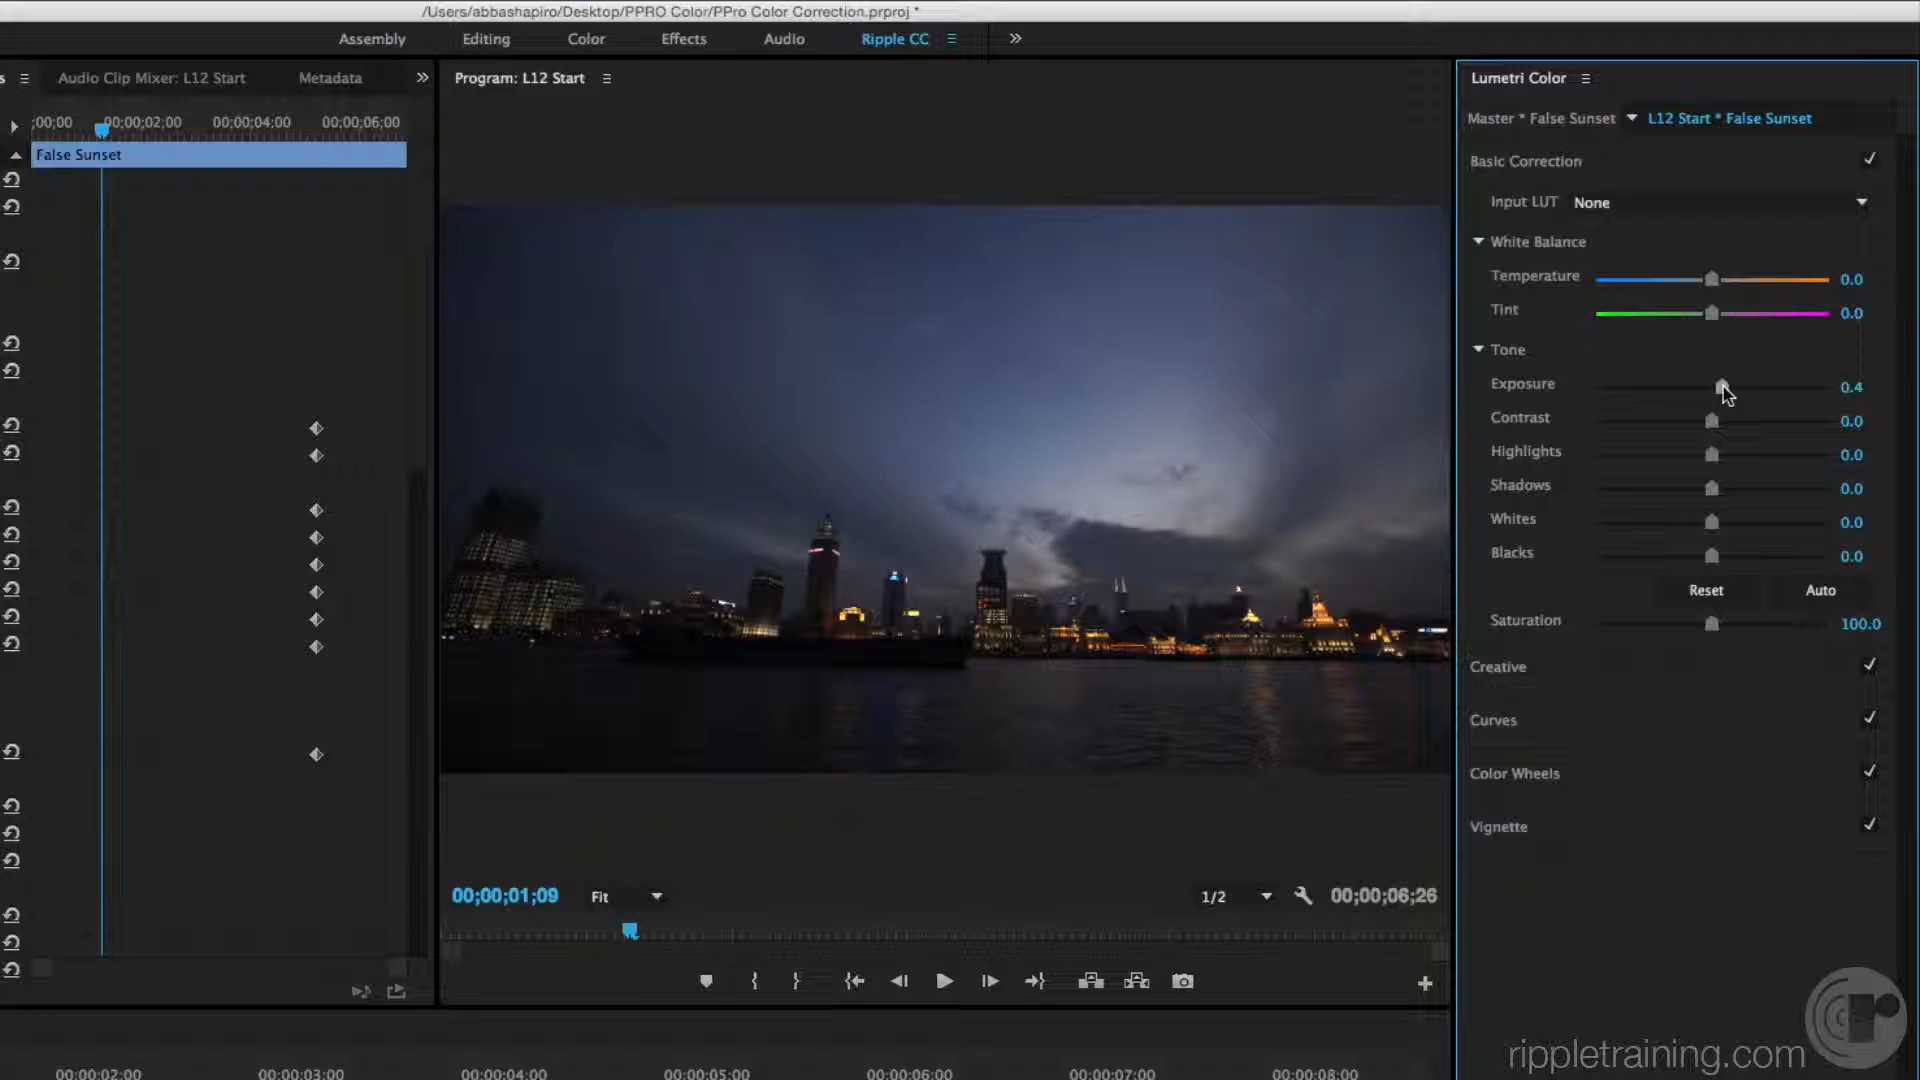 /Users/abbashapiro/Desktop/PPRO Color/PPro Color Correction.prproj *
Assembly Editing Color Effects Audio Ripple CC
s Audio Clip Mixer: L12 Start Metadata
Program: L12 Start
Lumetri Color
Master * False Sunset L12 Start * False Sunset
;00;00 00;00;02;00 00;00;04;00 00;00;06;00
False Sunset
Basic Correction
Input LUT None
White Balance
Temperature 0.0
Tint 0.0
Tone
Exposure 0.4
Contrast 0.0
Highlights 0.0
Shadows 0.0
Whites 0.0
Blacks 0.0
Reset Auto
Saturation 100.0
Creative
Curves
Color Wheels
Vignette
00;00;01;09 Fit 1/2 00;00;06;26
rippletraining.com
00:00:02:00 00:00:03:00 00:00:04:00 00:00:05:00 00:00:06:00 00:00:07:00 00:00:08:00